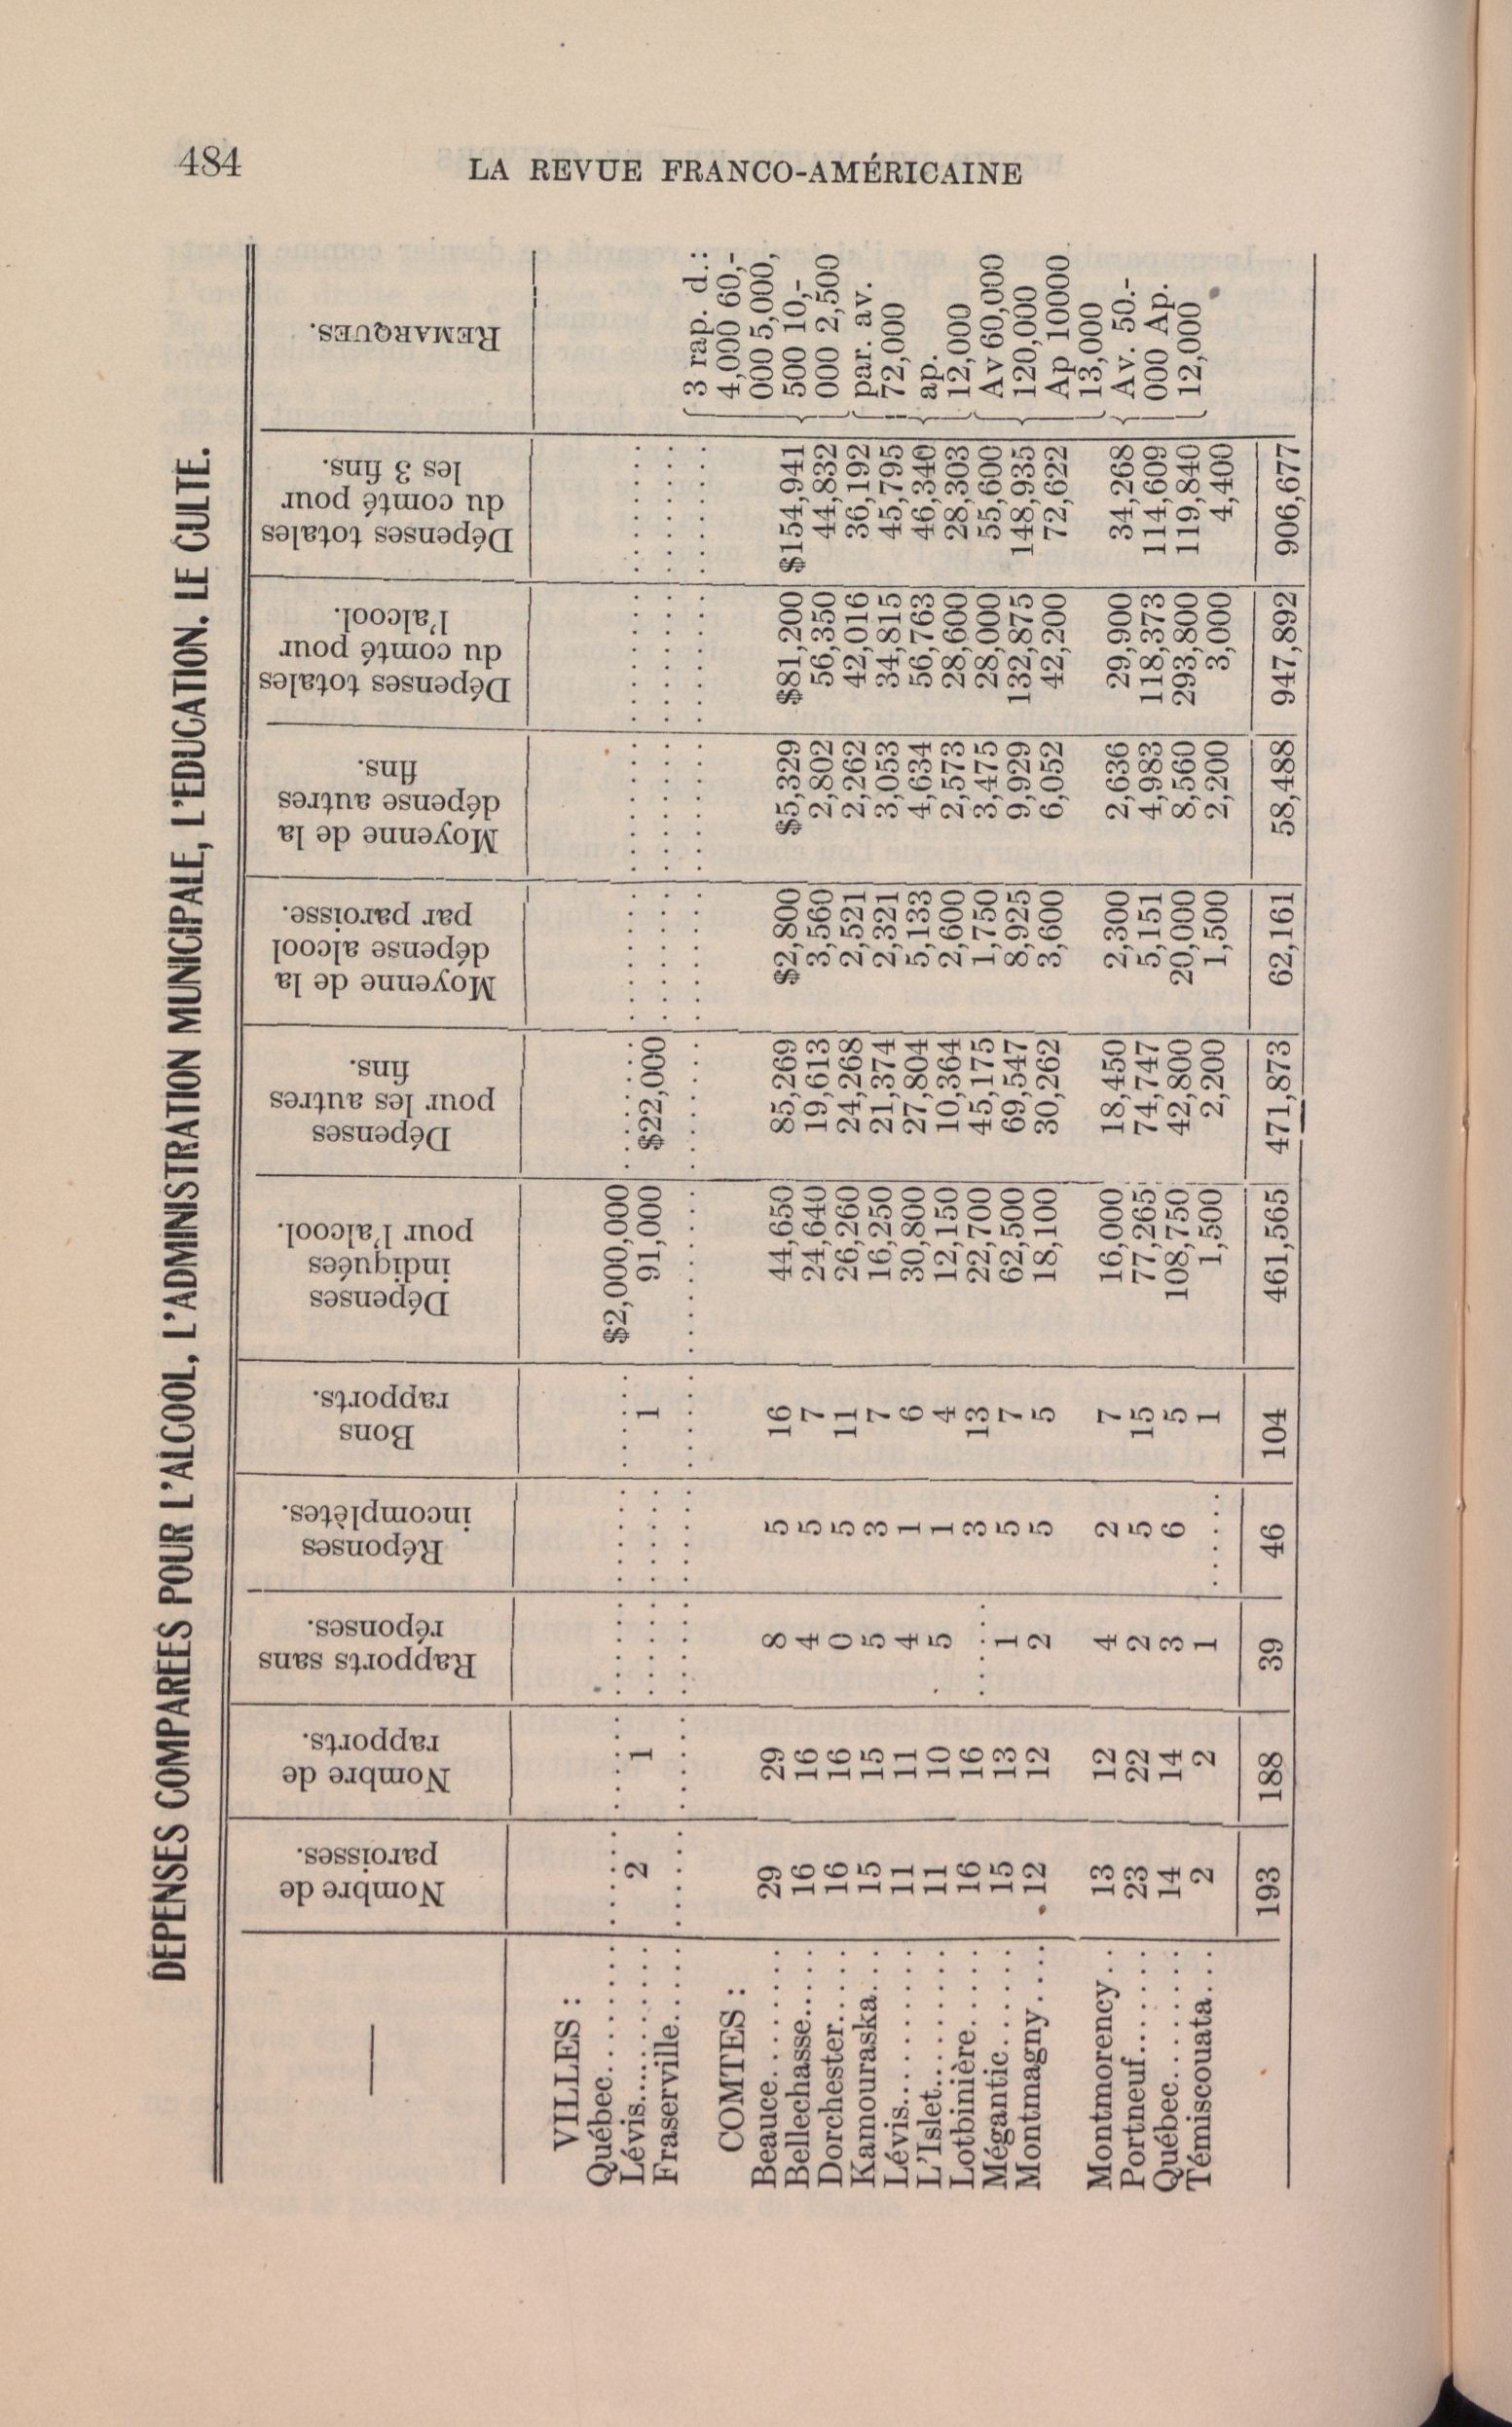 484
LA REVUE FRANCO-AMÉRICAINE
DEPENSES COMPAREES POUR L'ALCOOL, L'ADMINISTRATION MUNICIPALE, L'EDUCATION, LE CULTE.
— | Nombre de paroisses. | Nombre de rapports. | Rapports sans réponses. | Réponses incomplètes. | Bons rapports. | Dépenses indiquées pour l'alcool. | Dépenses pour les autres fins. | Moyenne de la dépense alcool par paroisse. | Moyenne de la dépense autres fins. | Dépenses totales du comté pour l'alcool. | Dépenses totales du comté pour les 3 fins. | REMARQUES.
VILLES :
Québec........ ..... ..... ..... ..... ..... $2,000,000 ..... ..... ..... ..... .....
Lévis.......... 2 1 ..... ..... 1 91,000 $22,000 ..... ..... ..... .....
Fraserville..... ..... ..... ..... ..... ..... ..... ..... ..... ..... ..... .....
COMTES :
Beauce....... 29 29 8 5 16 44,650 85,269 $2,800 $5,329 $81,200 $154,941
Bellechasse..... 16 16 4 5 7 24,640 19,613 3,560 2,802 56,350 44,832
Dorchester..... 16 16 0 5 11 26,260 24,268 2,521 2,262 42,016 36,192
Kamouraska... 15 15 5 3 7 16,250 21,374 2,321 3,053 34,815 45,795
Lévis......... 11 11 4 1 6 30,800 27,804 5,133 4,634 56,763 46,340
L'Islet........ 11 10 5 1 4 12,150 10,364 2,600 2,573 28,600 28,303
Lotbinière..... 16 16 ..... 3 13 22,700 45,175 1,750 3,475 28,000 55,600
Mégantic...... 15 13 1 5 7 62,500 69,547 8,925 9,929 132,875 148,935
Montmagny.... 12 12 2 5 5 18,100 30,262 3,600 6,052 42,200 72,622
Montmorency.. 13 12 4 2 7 16,000 18,450 2,300 2,636 29,900 34,268
Portneuf...... 23 22 2 5 15 77,265 74,747 5,151 4,983 118,373 114,609
Québec........ 14 14 3 6 5 108,750 42,800 20,000 8,560 293,800 119,840
Témiscouata... 2 2 1 ..... 1 1,500 2,200 1,500 2,200 3,000 4,400
193 188 39 46 104 461,565 471,873 62,161 58,488 947,892 906,677
3 rap. d.:
4,000 60,-
000 5,000,
500 10,-
000 2,500
par. av.
72,000
ap.
12,000
Av 60,000
120,000
Ap 10000
13,000
Av. 50.-
000 Ap.
12,000